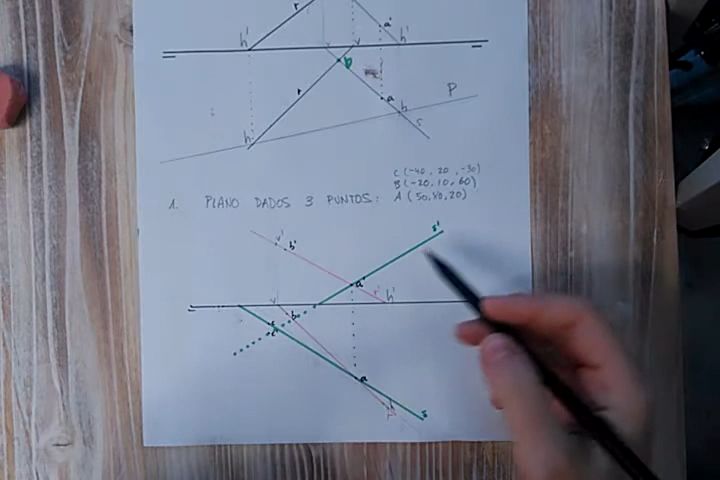 r
a'
h'
h'
v
b
r
a
h
P
s
h
C (-40, 20, -30)
B (-20, 10, 60)
1. PLANO DADOS 3 PUNTOS: A (50, 40, 20)
v'
b'
s'
a'
r'
h'
v
b
c
c'
a
h
s